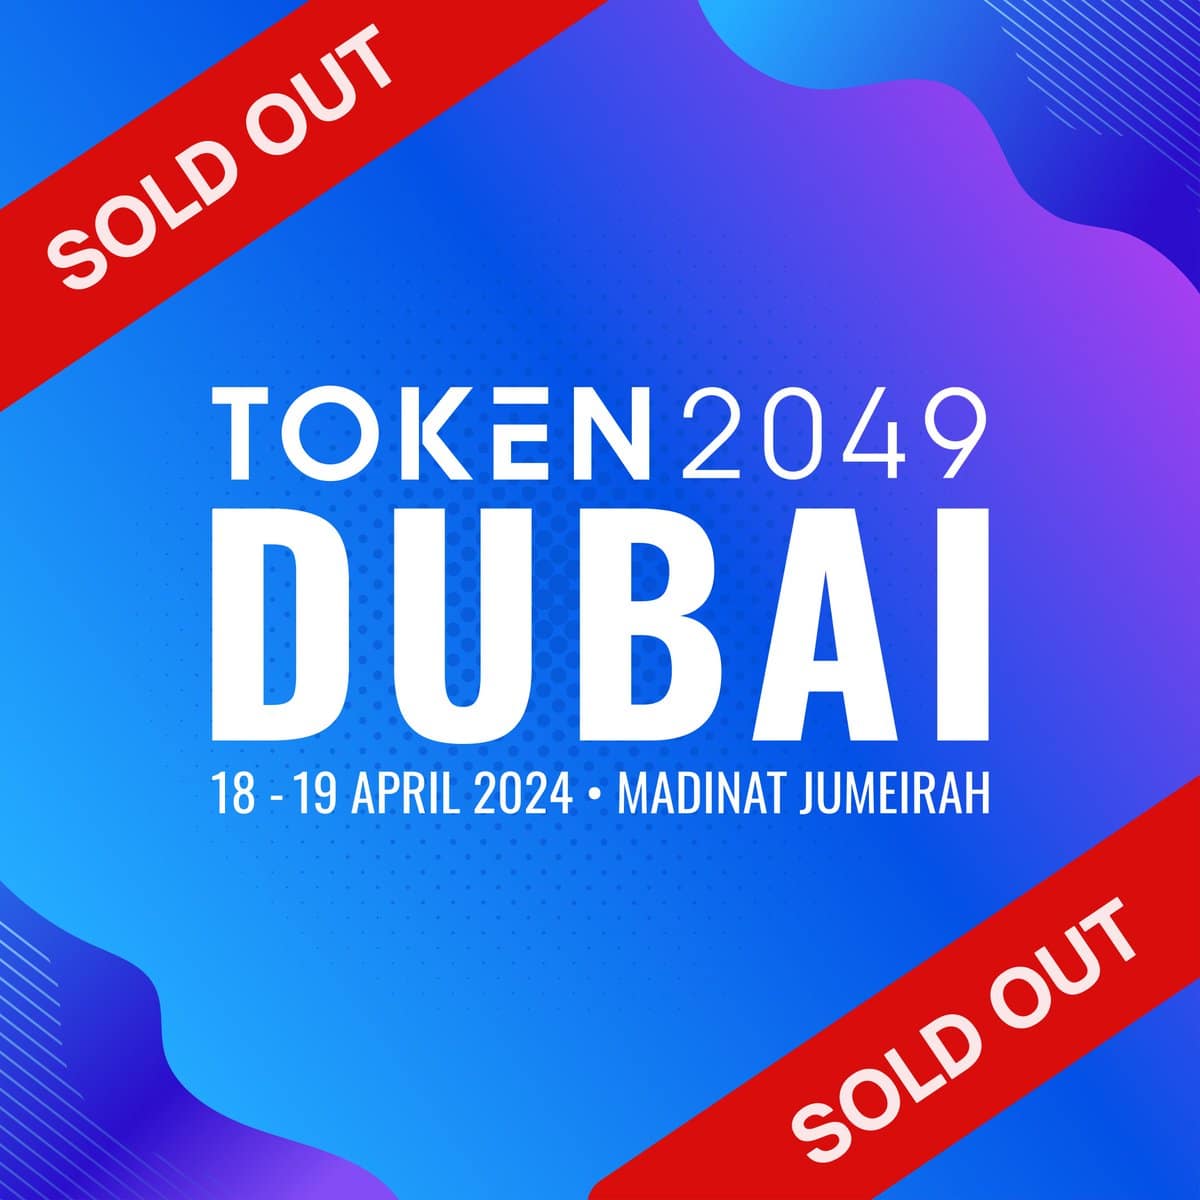 SOLD OUT
TOKEN2049
DUBAI
18 - 19 APRIL 2024 • MADINAT JUMEIRAH
SOLD OUT